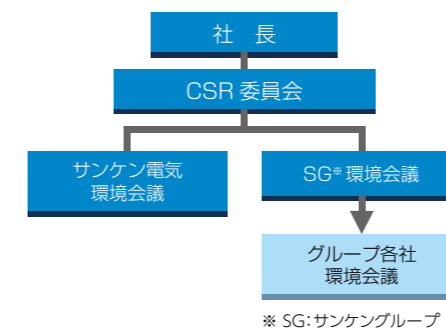 社 長
CSR 委員会
サンケン電気
環境会議
SG※環境会議
グループ各社
環境会議
※ SG:サンケングループ